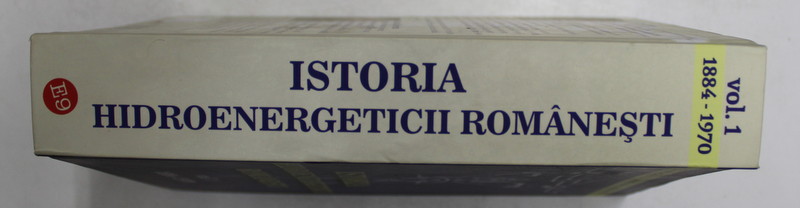 E9
ISTORIA
HIDROENERGETICII ROMÂNEŞTI
vol. 1
1884 - 1970